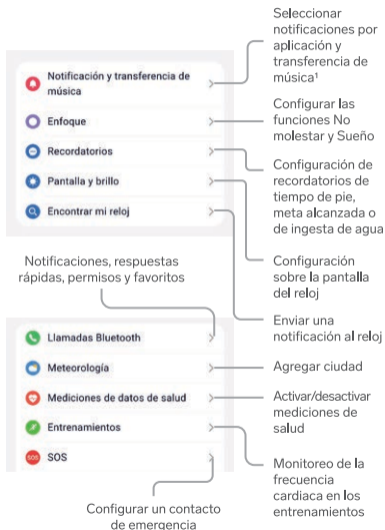 Seleccionar
notificaciones por
aplicación y
transferencia de
música¹
Notificación y transferencia de
música
Enfoque
Recordatorios
Pantalla y brillo
Encontrar mi reloj
Configurar las
funciones No
molestar y Sueño
Configuración de
recordatorios de
tiempo de pie,
meta alcanzada o
de ingesta de agua
Configuración
sobre la pantalla
del reloj
Enviar una
notificación al reloj
Notificaciones, respuestas
rápidas, permisos y favoritos
Llamadas Bluetooth
Meteorología
Mediciones de datos de salud
Entrenamientos
SOS SOS
Agregar ciudad
Activar/desactivar
mediciones de
salud
Monitoreo de la
frecuencia
cardiaca en los
entrenamientos
Configurar un contacto
de emergencia